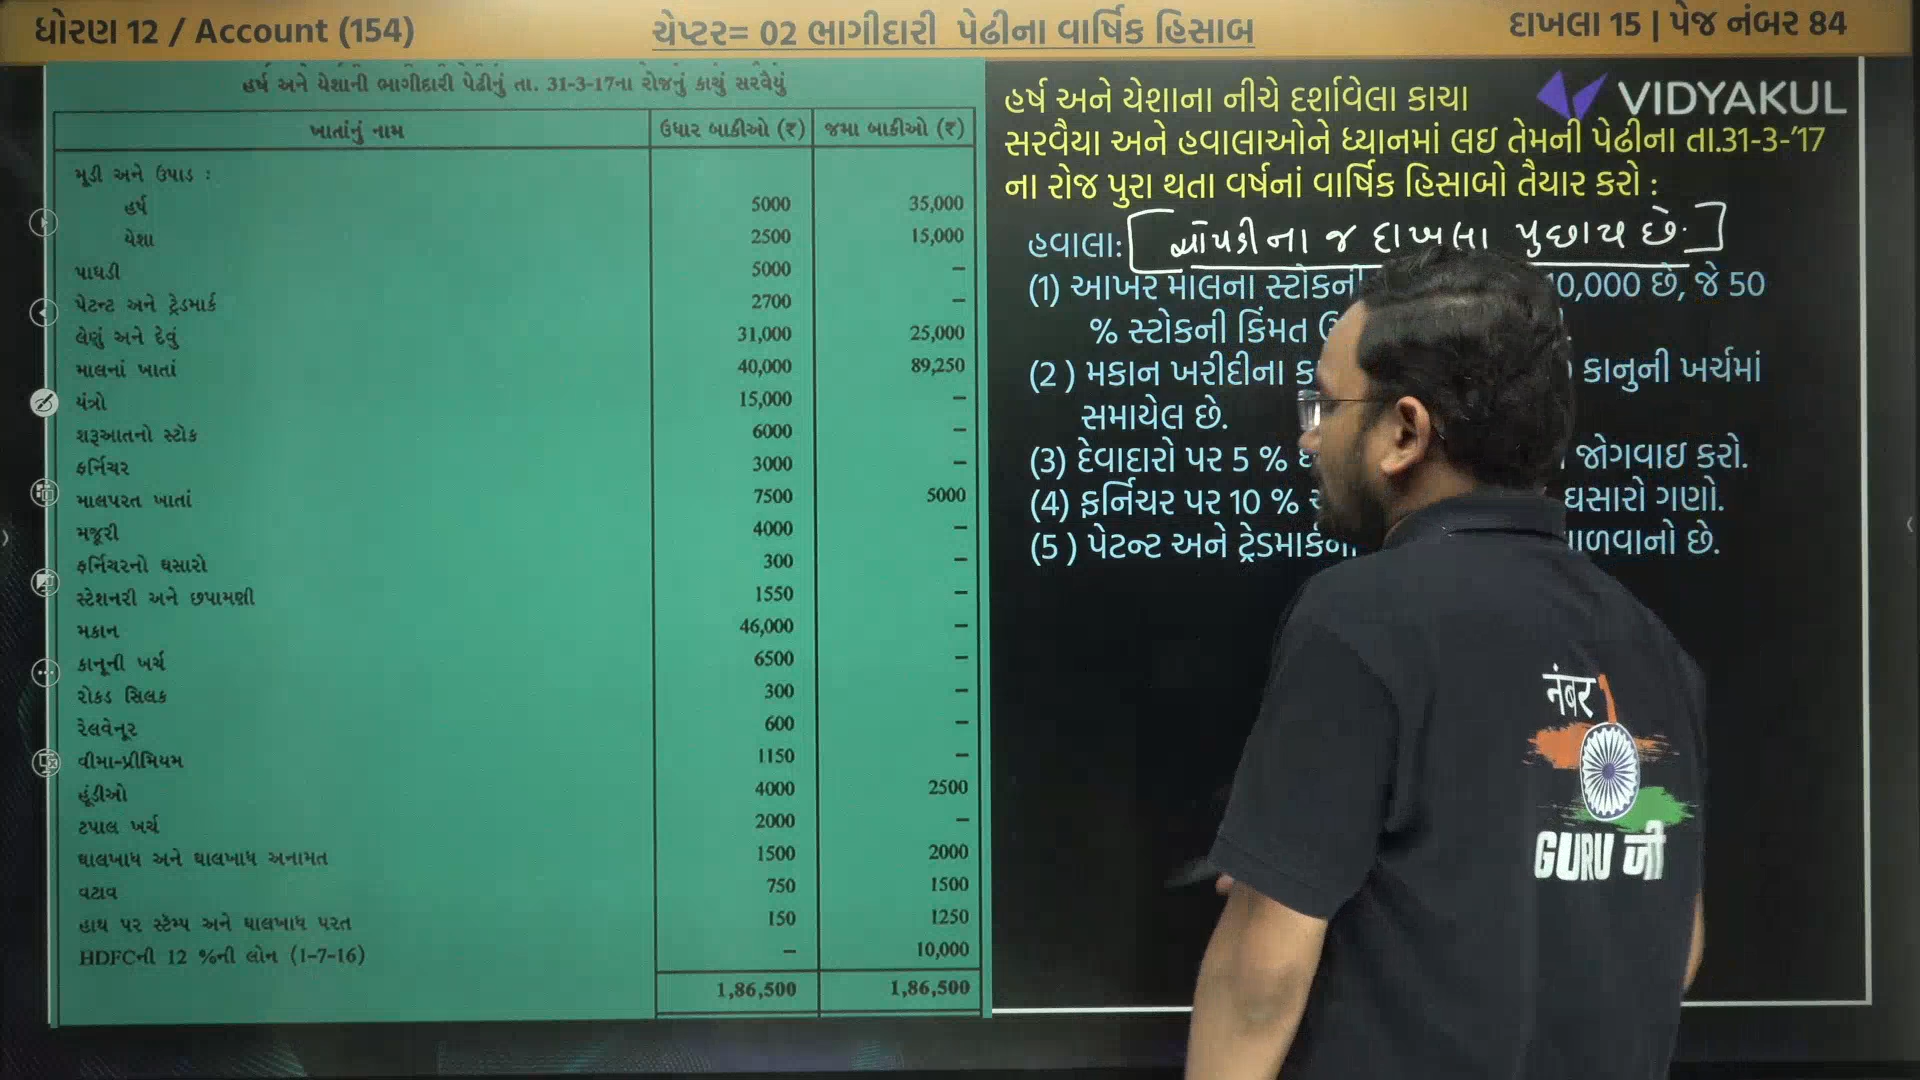 ધોરણ 12 / Account (154)
ચેપ્ટર= 02 ભાગીદારી પેઢીના વાર્ષિક હિસાબ
દાખલા 15 | પેજ નંબર 84
હર્ષ અને યેશાની ભાગીદારી પેઢીનું તા. 31-3-17ના રોજનું કાચું સરવૈયું
ખાતાંનું નામ ઉધાર બાકીઓ (₹) જમા બાકીઓ (₹)
મૂડી અને ઉપાડ :
હર્ષ 5000 35,000
યેશા 2500 15,000
પાઘડી 5000 –
પેટન્ટ અને ટ્રેડમાર્ક 2700 –
લેણું અને દેવું 31,000 25,000
માલનાં ખાતાં 40,000 89,250
યંત્રો 15,000 –
શરૂઆતનો સ્ટોક 6000 –
ફર્નિચર 3000 –
માલપરત ખાતાં 7500 5000
મજૂરી 4000 –
ફર્નિચરનો ઘસારો 300 –
સ્ટેશનરી અને છપામણી 1550 –
મકાન 46,000 –
કાનૂની ખર્ચ 6500 –
રોકડ સિલક 300 –
રેલવેનૂર 600 –
વીમા-પ્રીમિયમ 1150 –
હૂંડીઓ 4000 2500
ટપાલ ખર્ચ 2000 –
ઘાલખાધ અને ઘાલખાધ અનામત 1500 2000
વટાવ 750 1500
હાથ પર સ્ટૅમ્પ અને ઘાલખાધ પરત 150 1250
HDFCની 12 %ની લોન (1-7-16) – 10,000
1,86,500 1,86,500
VIDYAKUL
હર્ષ અને યેશાના નીચે દર્શાવેલા કાચા
સરવૈયા અને હવાલાઓને ધ્યાનમાં લઇ તેમની પેઢીના તા.31-3-'17
ના રોજ પુરા થતા વર્ષનાં વાર્ષિક હિસાબો તૈયાર કરો :
હવાલા: ચોપડીના જ દાખલા પુછાય છે.
(1) આખર માલના સ્ટોકની 0,000 છે, જે 50
% સ્ટોકની કિંમત
(2 ) મકાન ખરીદીના કાનુની ખર્ચમાં
સમાયેલ છે.
(3) દેવાદારો પર 5 % જોગવાઇ કરો.
(4) ફર્નિચર પર 10 % ઘસારો ગણો.
(5 ) પેટન્ટ અને ટ્રેડમાર્કના માંડવાળવાનો છે.
नंबर 1
GURU जी